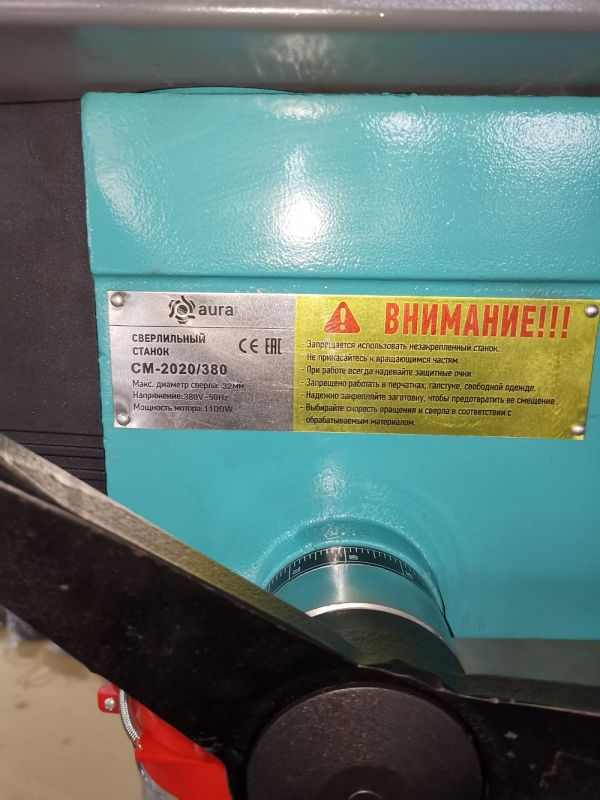 aura
СВЕРЛИЛЬНЫЙ
СТАНОК
CE EAC
СМ-2020/380
Макс. диаметр сверла: 32мм
Напряжение:380V~50Hz
Мощность мотора:1100W
ВНИМАНИЕ!!!
- Запрещается использовать незакрепленный станок.
Не прикасайтесь к вращающимся частям.
- При работе всегда надевайте защитные очки.
- Запрещено работать в перчатках, галстуке, свободной одежде.
- Надежно закрепляйте заготовку, чтобы предотвратить ее смещение.
- Выбирайте скорость вращения и сверла в соответствии с
обрабатываемым материалом.